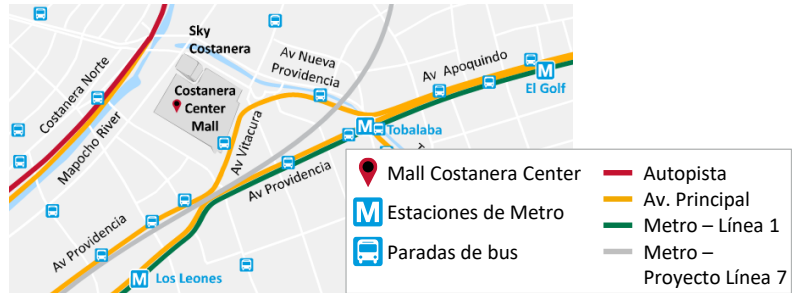 Sky
Costanera
Av Nueva
Providencia
Av Apoquindo
M
El Golf
Costanera
Center
Mall
Costanera Norte
Mapocho River
Av Vitacura
M
Tobalaba
Av Providencia
Av Providencia
M
Los Leones
Mall Costanera Center
M
Estaciones de Metro
Paradas de bus
Autopista
Av. Principal
Metro – Línea 1
Metro –
Proyecto Línea 7